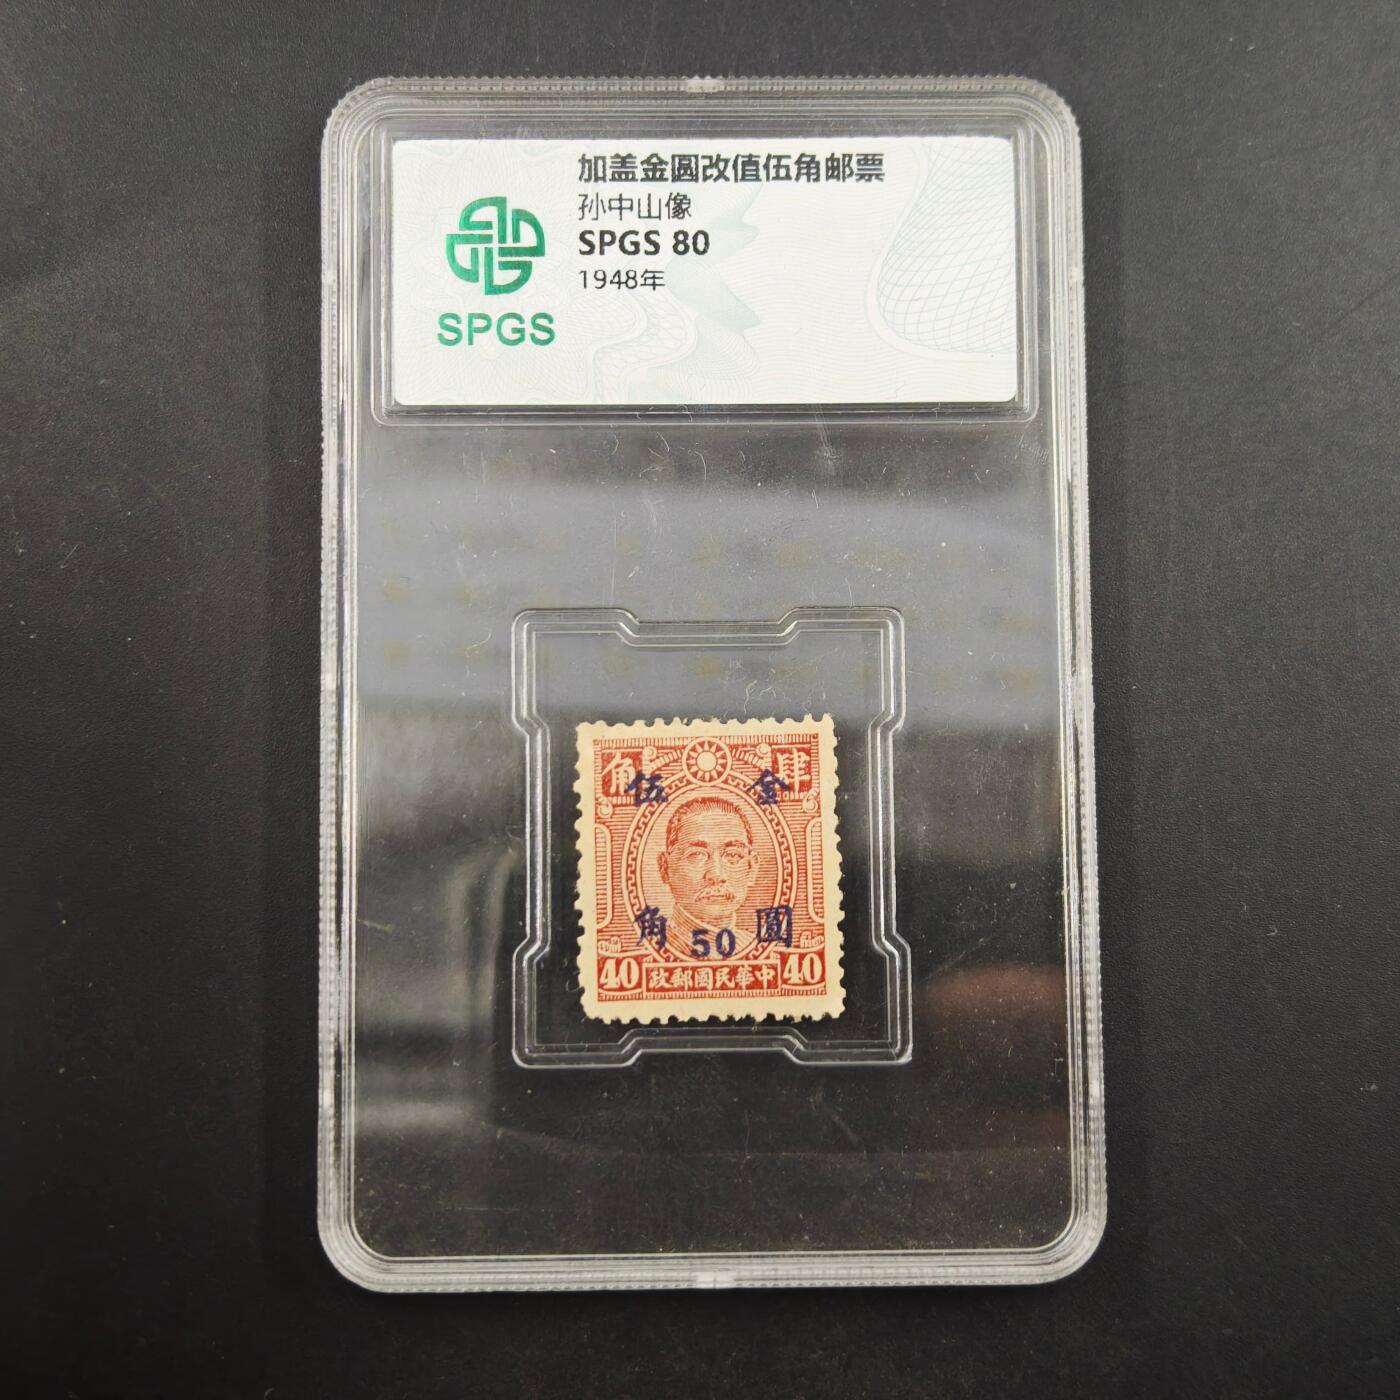 加盖金圆改值伍角邮票
孙中山像
SPGS 80
1948年
SPGS
角 肆
伍 金
角 50 圓
40 政郵國民華中 40